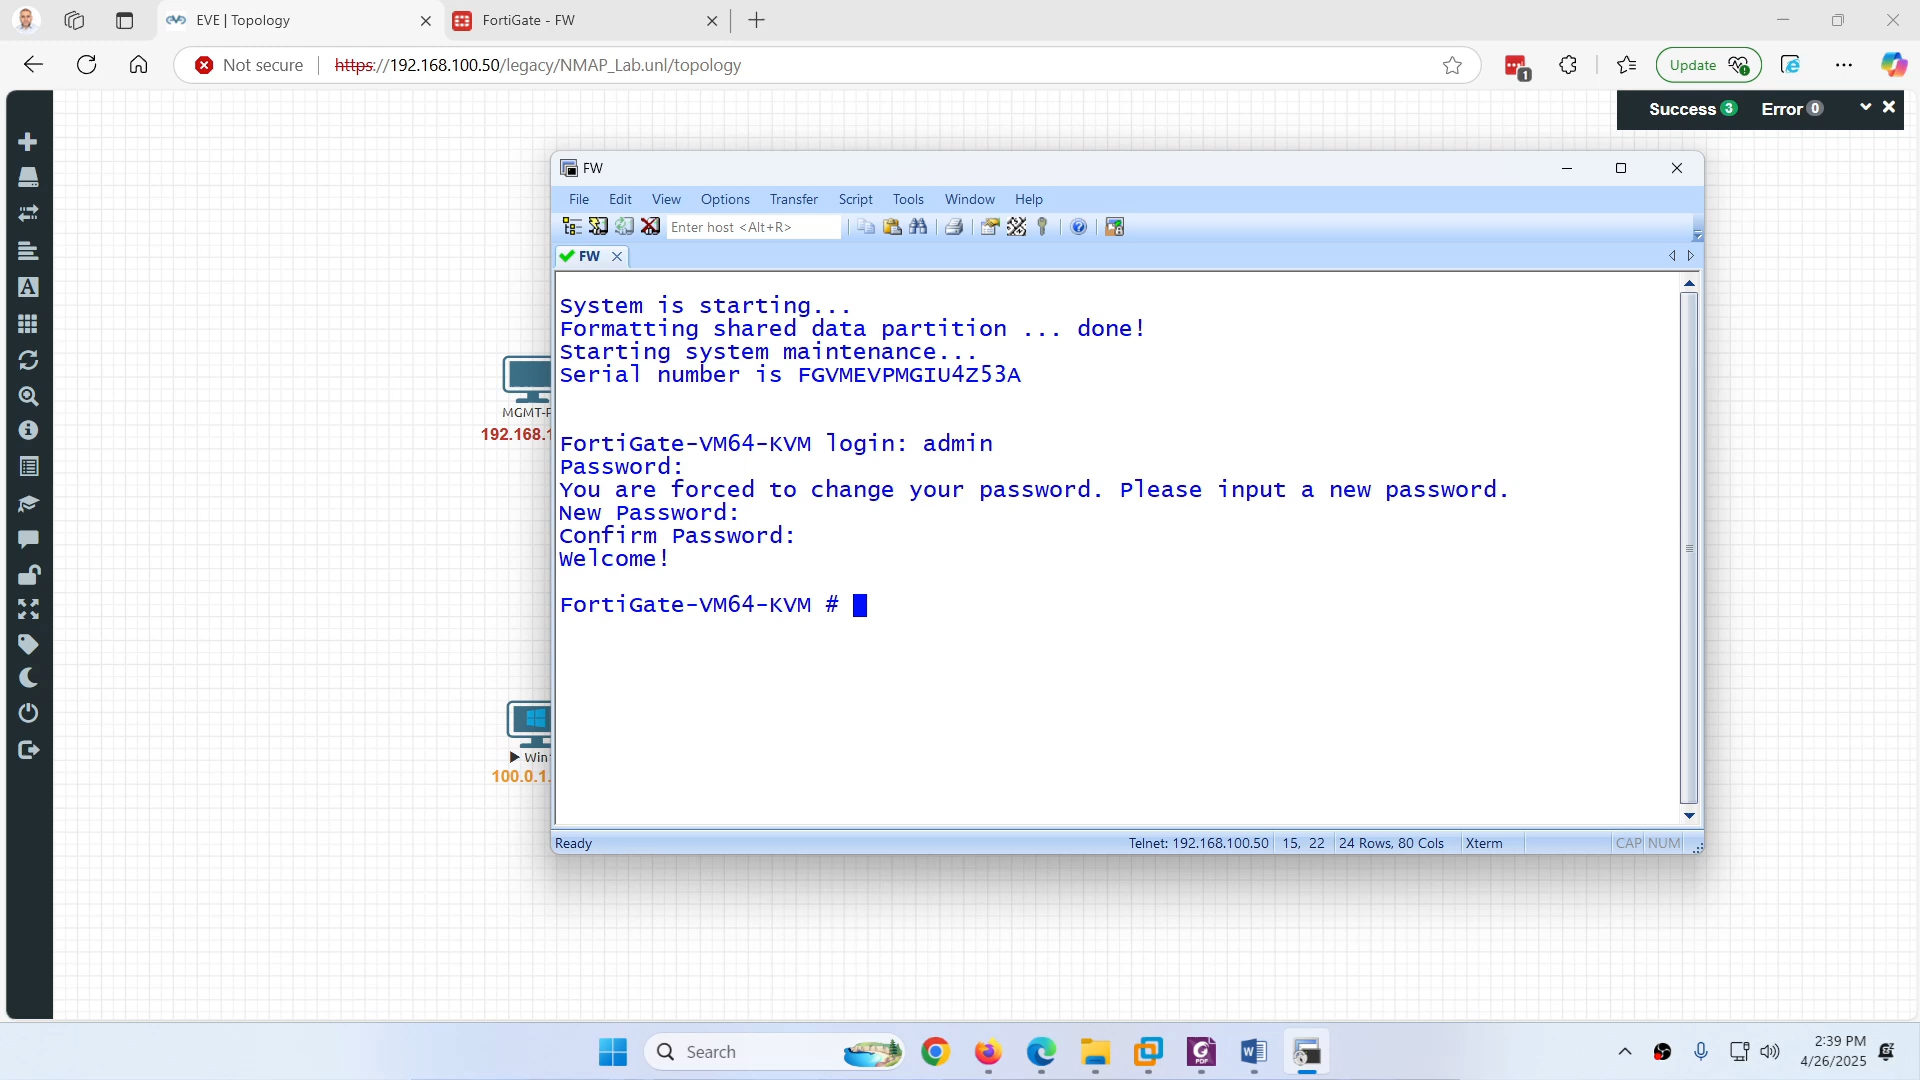 EVE | Topology
FortiGate - FW
Not secure
https://192.168.100.50/legacy/NMAP_Lab.unl/topology
1
Update
Success 3 Error 0
FW
File Edit View Options Transfer Script Tools Window Help
Enter host <Alt+R>
FW
System is starting...
Formatting shared data partition ... done!
Starting system maintenance...
Serial number is FGVMEVPMGIU4Z53A
MGMT-
192.168.1
FortiGate-VM64-KVM login: admin
Password:
You are forced to change your password. Please input a new password.
New Password:
Confirm Password:
Welcome!
FortiGate-VM64-KVM #
Win
100.0.1.
Ready
Telnet: 192.168.100.50 15, 22 24 Rows, 80 Cols Xterm CAP NUM
Search
2:39 PM
4/26/2025